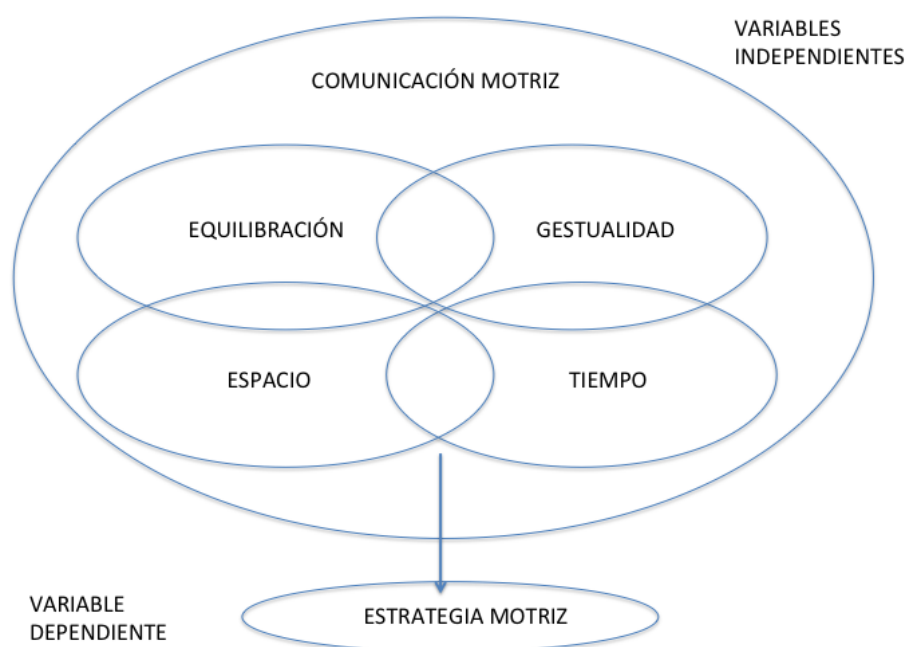 VARIABLES
INDEPENDIENTES
COMUNICACIÓN MOTRIZ
EQUILIBRACIÓN
GESTUALIDAD
ESPACIO
TIEMPO
VARIABLE
DEPENDIENTE
ESTRATEGIA MOTRIZ